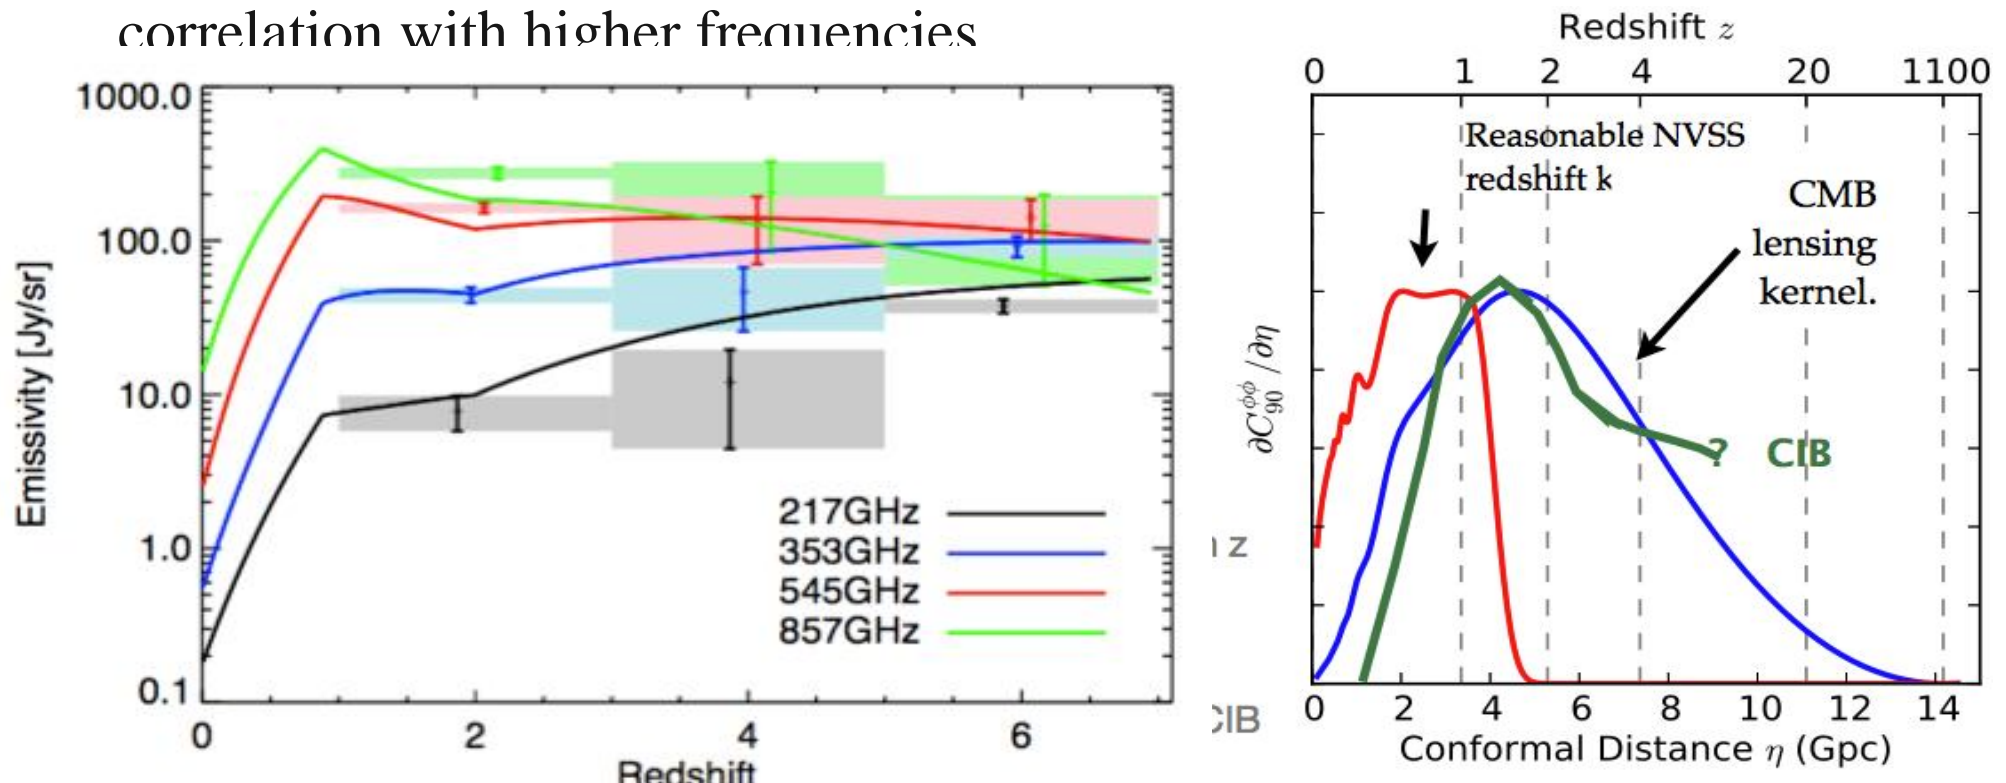 correlation with higher frequencies
1000.0
100.0
10.0
1.0
0.1
Emissivity [Jy/sr]
217GHz
353GHz
545GHz
857GHz
0 2 4 6
Redshift
Redshift z
0 1 2 4 20 1100
Reasonable NVSS
redshift k
CMB
lensing
kernel.
? CIB
∂C₉₀^ϕϕ/∂η
z
CIB
0 2 4 6 8 10 12 14
Conformal Distance η (Gpc)